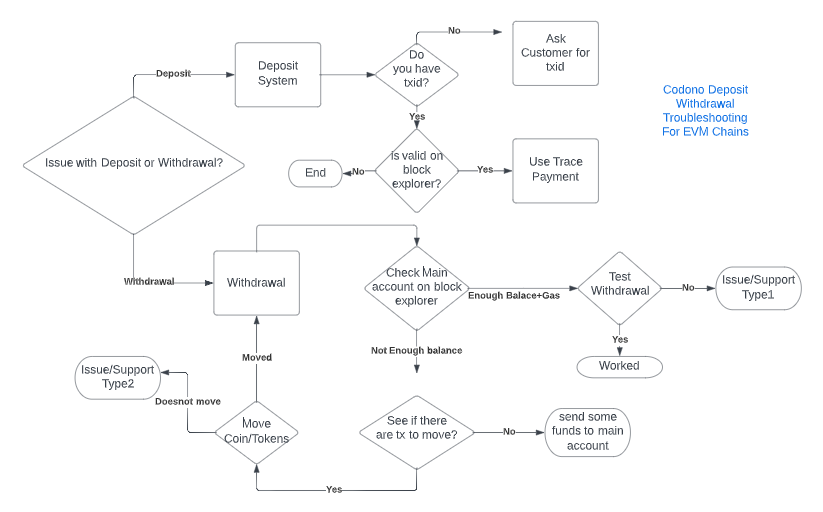 No
Ask
Customer for
txid
Do
you have
txid?
Deposit
Deposit
System
Codono Deposit
Withdrawal
Troubleshooting
For EVM Chains
Yes
Issue with Deposit or Withdrawal?
is valid on
block
explorer?
No
End
Yes
Use Trace
Payment
Withdrawal
Withdrawal
Check Main
account on block
explorer
Enough Balace+Gas
Test
Withdrawal
No
Issue/Support
Type1
Yes
Worked
Not Enough balance
Moved
Issue/Support
Type2
Doesnot move
Move
Coin/Tokens
See if there
are tx to move?
No
send some
funds to main
account
Yes